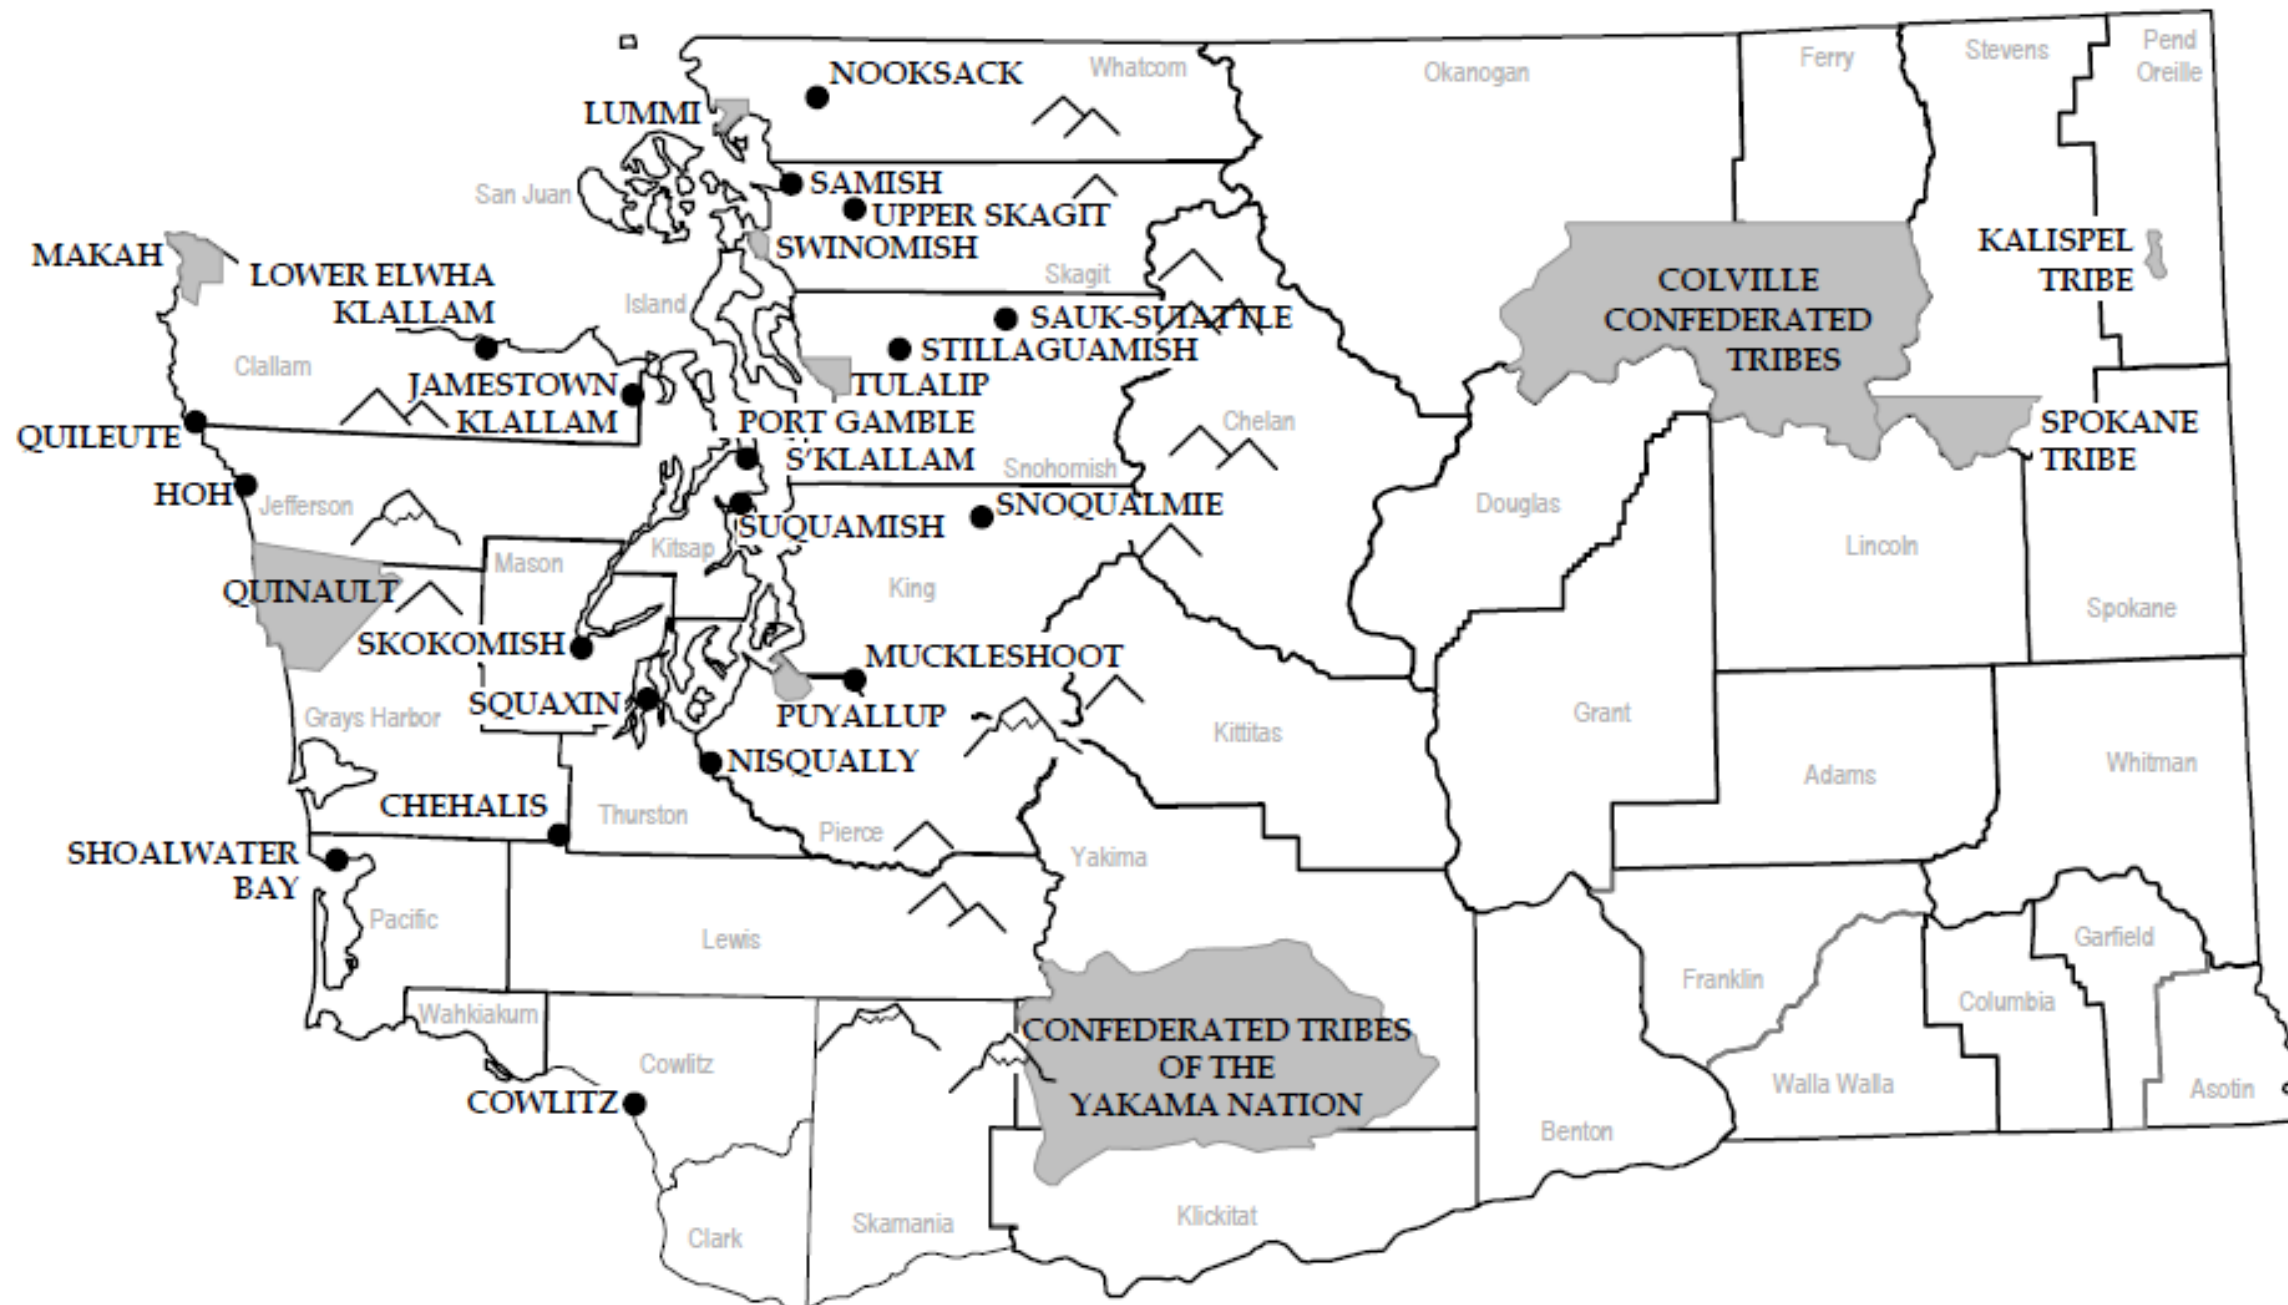 NOOKSACK
Whatcom
Okanogan
Ferry
Stevens
Pend
Oreille
LUMMI
San Juan
SAMISH
UPPER SKAGIT
SWINOMISH
Skagit
MAKAH
LOWER ELWHA
KLALLAM
Island
SAUK-SUIATTLE
STILLAGUAMISH
COLVILLE
CONFEDERATED
TRIBES
KALISPEL
TRIBE
Clallam
JAMESTOWN
KLALLAM
TULALIP
PORT GAMBLE
S'KLALLAM
Chelan
Snohomish
QUILEUTE
HOH
Jefferson
SPOKANE
TRIBE
SNOQUALMIE
SUQUAMISH
Douglas
Lincoln
Kitsap
Mason
King
QUINAULT
Spokane
SKOKOMISH
MUCKLESHOOT
SQUAXIN
PUYALLUP
Grays Harbor
Kittitas
Grant
NISQUALLY
Adams
Whitman
CHEHALIS
Thurston
Pierce
Yakima
SHOALWATER
BAY
Pacific
Lewis
Garfield
Franklin
Columbia
Wahkiakum
CONFEDERATED TRIBES
OF THE
YAKAMA NATION
Cowlitz
COWLITZ
Walla Walla
Asotin
Benton
Klickitat
Skamania
Clark